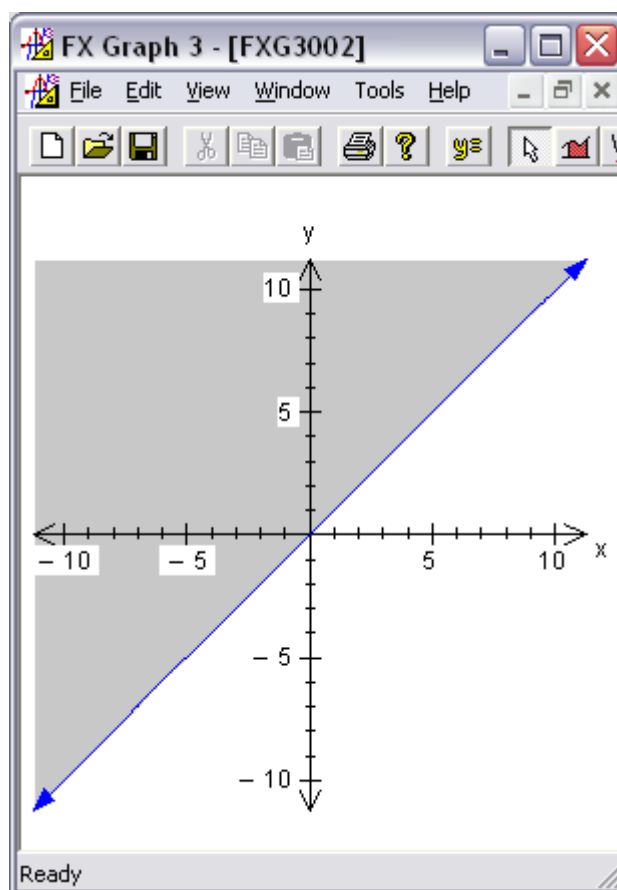 FX Graph 3 - [FXG3002]
File Edit View Window Tools Help
y=
y
10
5
– 10 – 5 5 10 x
– 5
– 10
Ready